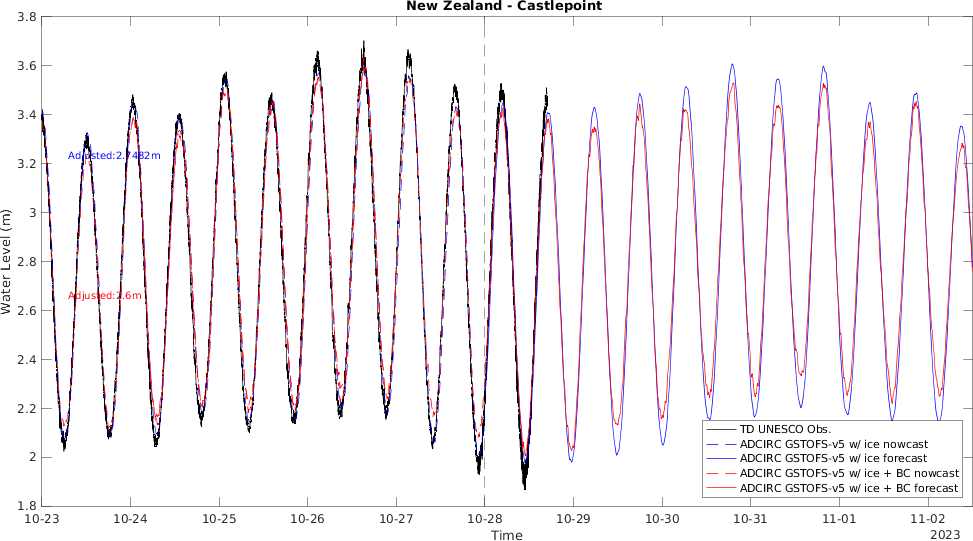 New Zealand - Castlepoint
3.8
3.6
3.4
3.2
3
2.8
2.6
2.4
2.2
2
1.8
Water Level (m)
Adjusted:2.7482m
Adjusted:2.6m
TD UNESCO Obs.
ADCIRC GSTOFS-v5 w/ ice nowcast
ADCIRC GSTOFS-v5 w/ ice forecast
ADCIRC GSTOFS-v5 w/ ice + BC nowcast
ADCIRC GSTOFS-v5 w/ ice + BC forecast
10-23 10-24 10-25 10-26 10-27 10-28 10-29 10-30 10-31 11-01 11-02
Time
2023